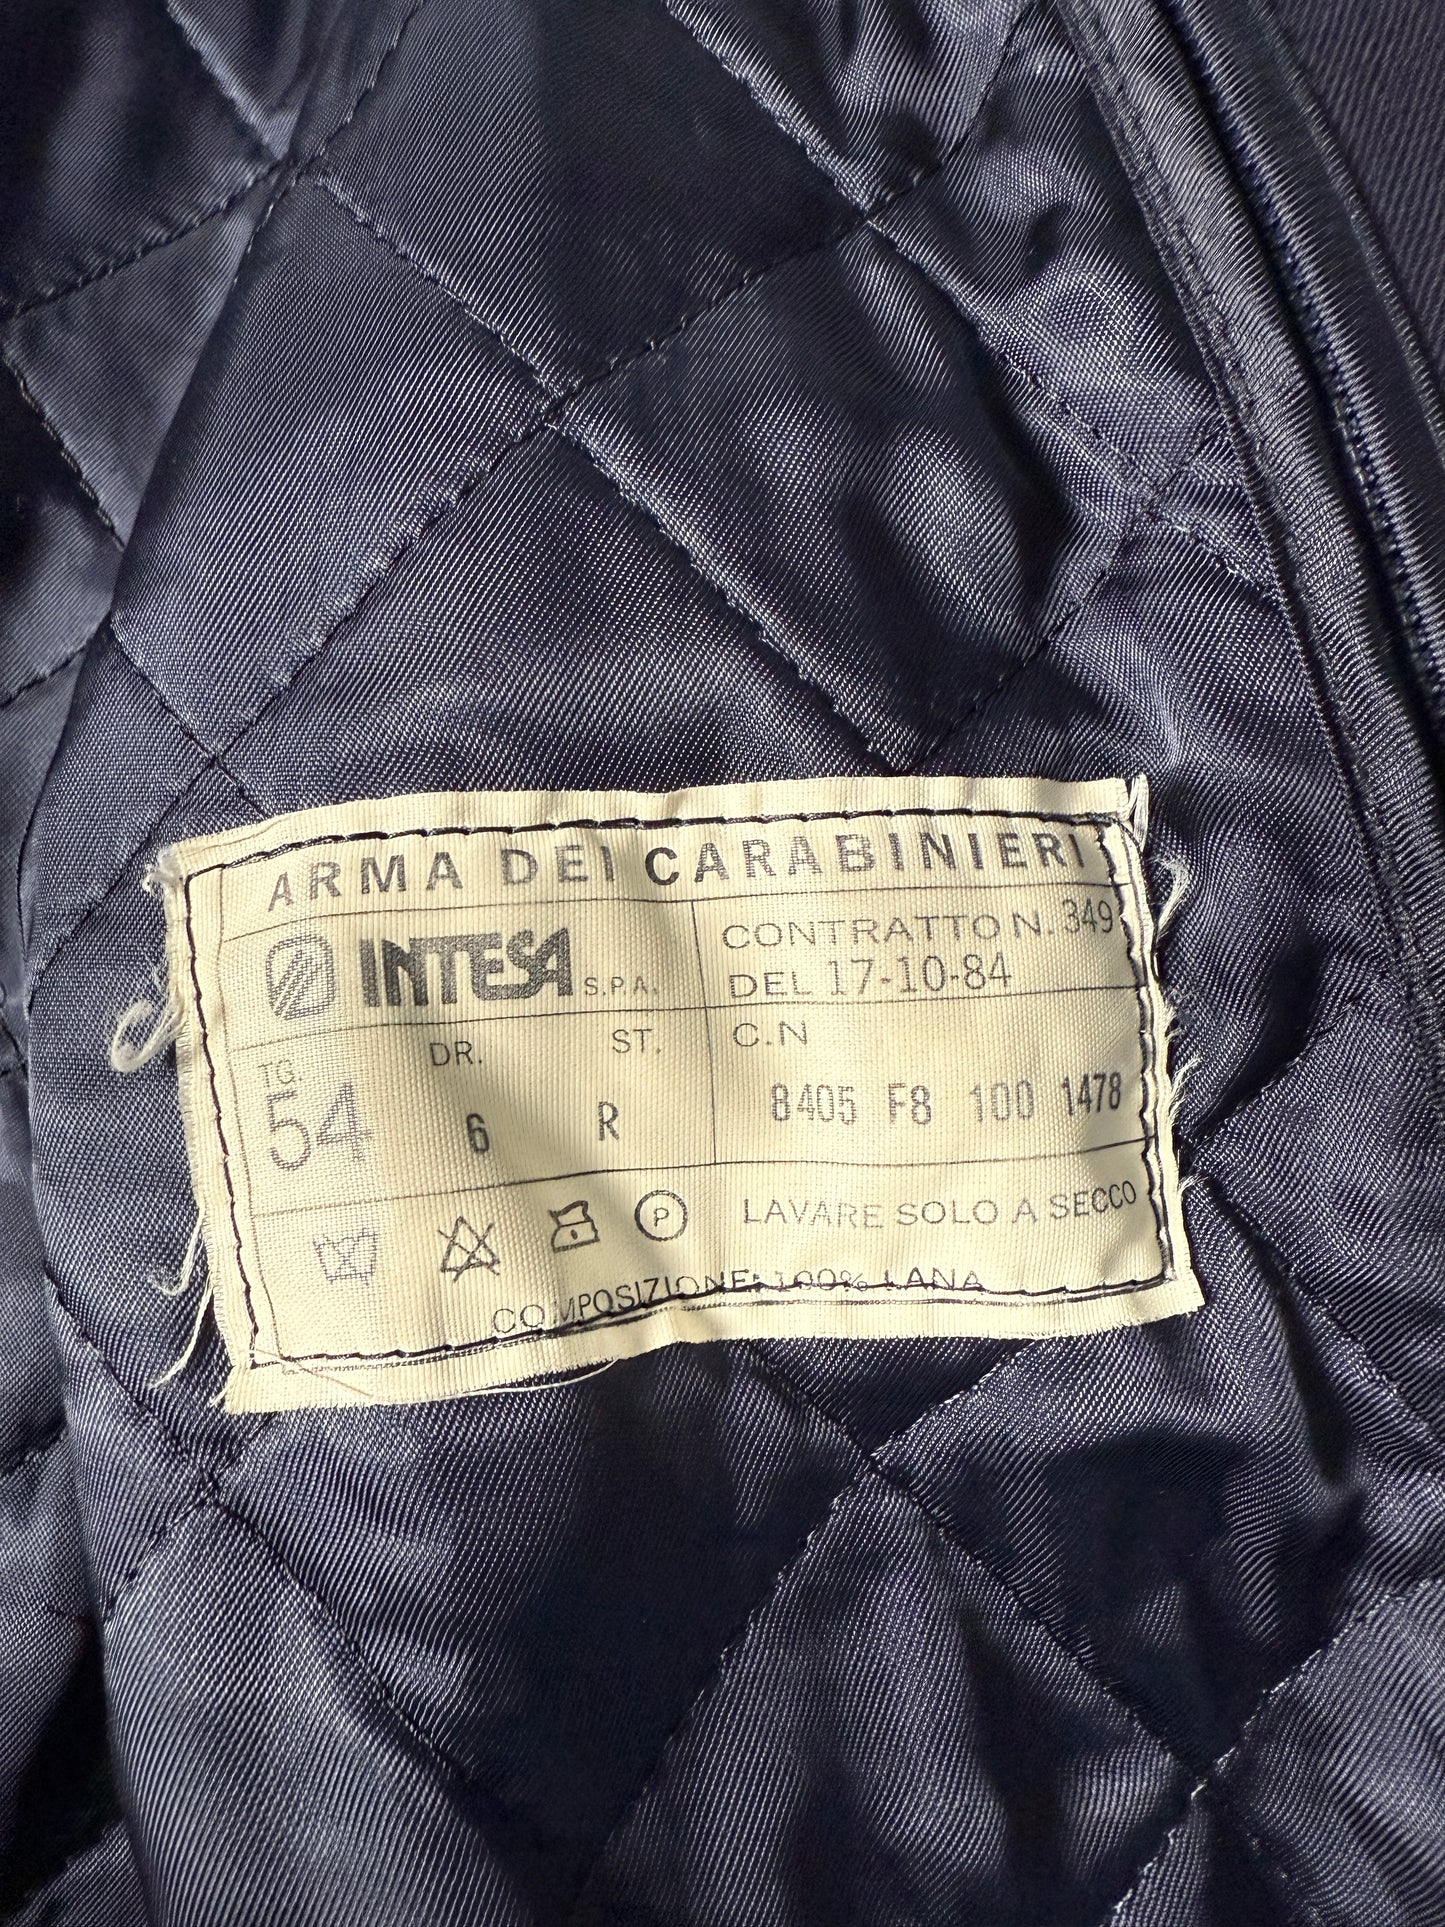 ARMA DEI CARABINIERI
INTESA S.P.A.
CONTRATTO N. 349
DEL 17-10-84
TG. DR. ST. C.N
54 6 R 8405 F8 100 1478
P LAVARE SOLO A SECCO
COMPOSIZIONE: 100% LANA